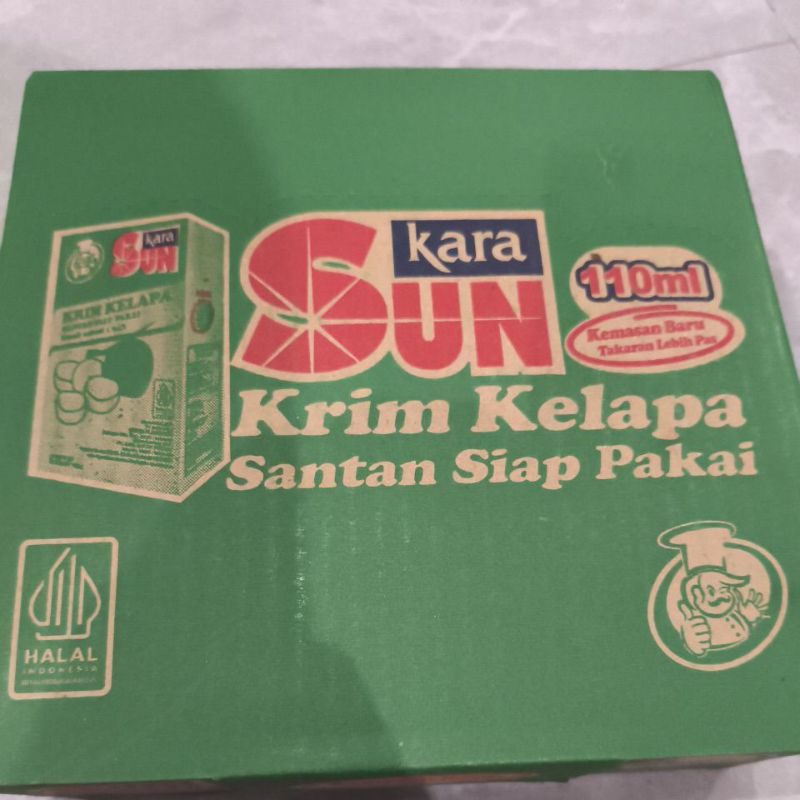 kara
SUN
110ml
Kemasan Baru
Takaran Lebih Pas
Krim Kelapa
Santan Siap Pakai
kara
SUN
KRIM KELAPA
HALAL
INDONESIA